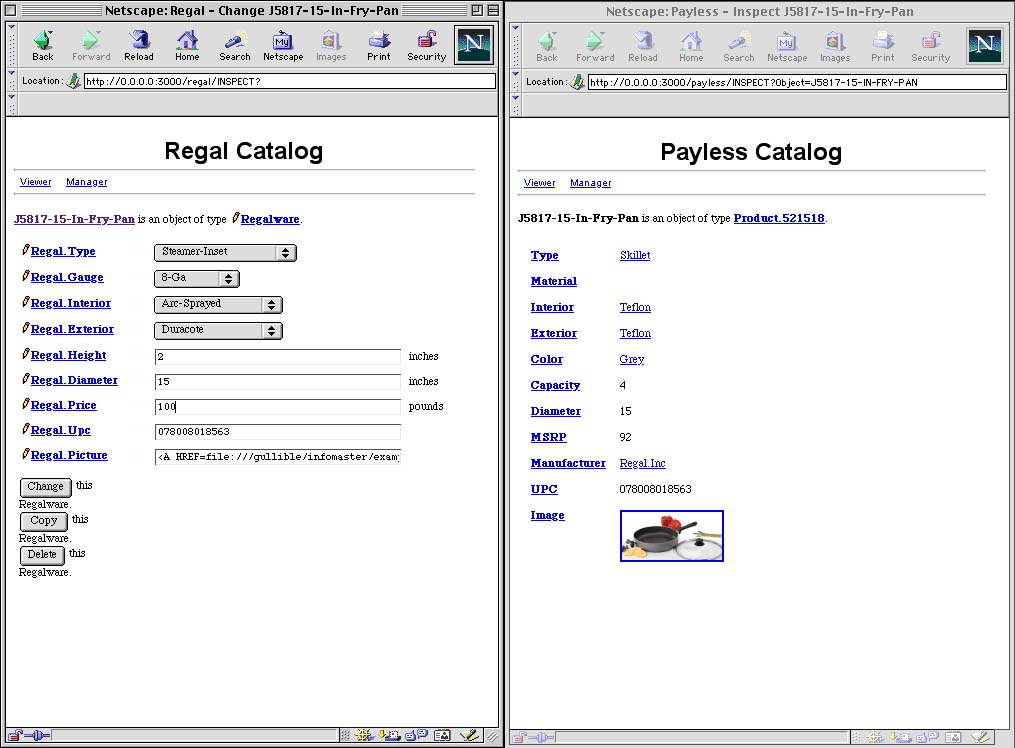 Netscape: Regal - Change J5817-15-In-Fry-Pan
Back Forward Reload Home Search Netscape Images Print Security
My
N
Location: http://0.0.0.0:3000/regal/INSPECT?
Regal Catalog
Viewer Manager
J5817-15-In-Fry-Pan is an object of type Regalware.
Regal.Type Steamer-Inset
Regal.Gauge 8-Ga
Regal.Interior Arc-Sprayed
Regal.Exterior Duracote
Regal.Height 2 inches
Regal.Diameter 15 inches
Regal.Price 100 pounds
Regal.Upc 078008018563
Regal.Picture <A HREF=file:///gullible/infomaster/exam
Change this
Regalware.
Copy this
Regalware.
Delete this
Regalware.
Netscape: Payless - Inspect J5817-15-In-Fry-Pan
Back Forward Reload Home Search Netscape Images Print Security
My
N
Location: http://0.0.0.0:3000/payless/INSPECT?Object=J5817-15-IN-FRY-PAN
Payless Catalog
Viewer Manager
J5817-15-In-Fry-Pan is an object of type Product.521518.
Type Skillet
Material
Interior Teflon
Exterior Teflon
Color Grey
Capacity 4
Diameter 15
MSRP 92
Manufacturer Regal.Inc
UPC 078008018563
Image